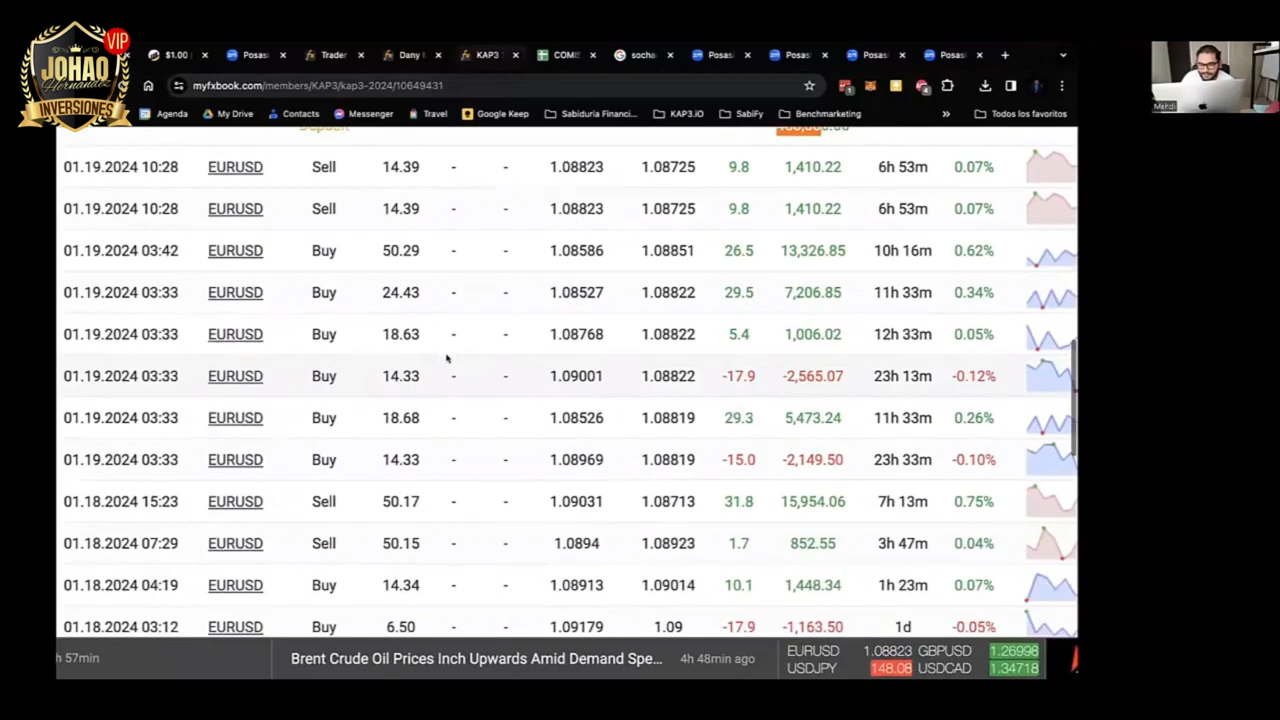 VIP
JOHAO
Hernandez
INVERSIONES
$1.00
Posas
Trader
Dany
KAP3
COMIS
socha
Posas
Posas
Posas
Posas
myfxbook.com/members/KAP3/kap3-2024/10649431
Agenda My Drive Contacts Messenger Travel Google Keep Sabiduria Financi... KAP3.iO SabiFy Benchmarketing » Todos los favoritos
Mehdi
Deposit
01.19.2024 10:28 EURUSD Sell 14.39 - - 1.08823 1.08725 9.8 1,410.22 6h 53m 0.07%
01.19.2024 10:28 EURUSD Sell 14.39 - - 1.08823 1.08725 9.8 1,410.22 6h 53m 0.07%
01.19.2024 03:42 EURUSD Buy 50.29 - - 1.08586 1.08851 26.5 13,326.85 10h 16m 0.62%
01.19.2024 03:33 EURUSD Buy 24.43 - - 1.08527 1.08822 29.5 7,206.85 11h 33m 0.34%
01.19.2024 03:33 EURUSD Buy 18.63 - - 1.08768 1.08822 5.4 1,006.02 12h 33m 0.05%
01.19.2024 03:33 EURUSD Buy 14.33 - - 1.09001 1.08822 -17.9 -2,565.07 23h 13m -0.12%
01.19.2024 03:33 EURUSD Buy 18.68 - - 1.08526 1.08819 29.3 5,473.24 11h 33m 0.26%
01.19.2024 03:33 EURUSD Buy 14.33 - - 1.08969 1.08819 -15.0 -2,149.50 23h 33m -0.10%
01.18.2024 15:23 EURUSD Sell 50.17 - - 1.09031 1.08713 31.8 15,954.06 7h 13m 0.75%
01.18.2024 07:29 EURUSD Sell 50.15 - - 1.0894 1.08923 1.7 852.55 3h 47m 0.04%
01.18.2024 04:19 EURUSD Buy 14.34 - - 1.08913 1.09014 10.1 1,448.34 1h 23m 0.07%
01.18.2024 03:12 EURUSD Buy 6.50 - - 1.09179 1.09 -17.9 -1,163.50 1d -0.05%
h 57min
Brent Crude Oil Prices Inch Upwards Amid Demand Spe... 4h 48min ago
EURUSD 1.08823 GBPUSD 1.26998
USDJPY 148.08 USDCAD 1.34718